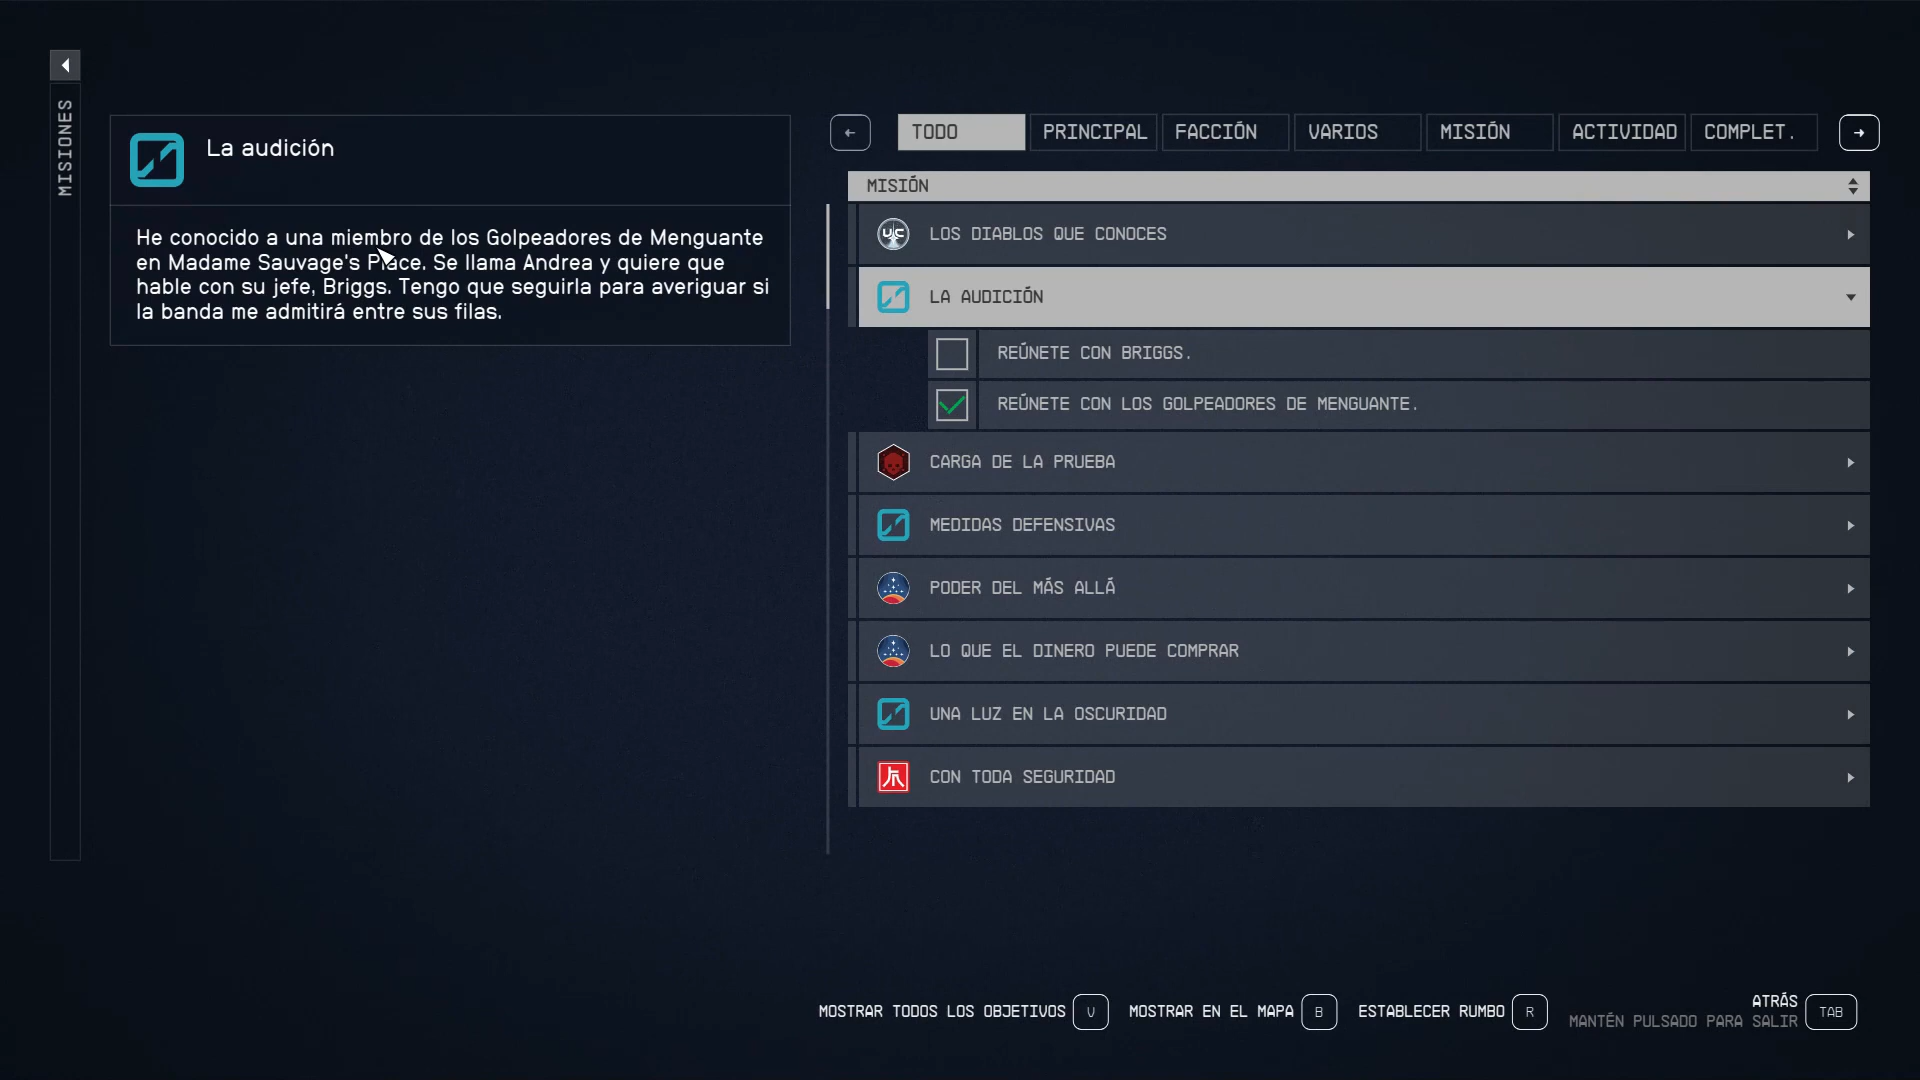 MISIONES
La audición
He conocido a una miembro de los Golpeadores de Menguante
en Madame Sauvage's Place. Se llama Andrea y quiere que
hable con su jefe, Briggs. Tengo que seguirla para averiguar si
la banda me admitirá entre sus filas.
TODO
PRINCIPAL
FACCIÓN
VARIOS
MISIÓN
ACTIVIDAD
COMPLET.
MISIÓN
UC
LOS DIABLOS QUE CONOCES
LA AUDICIÓN
REÚNETE CON BRIGGS.
REÚNETE CON LOS GOLPEADORES DE MENGUANTE.
CARGA DE LA PRUEBA
MEDIDAS DEFENSIVAS
PODER DEL MÁS ALLÁ
LO QUE EL DINERO PUEDE COMPRAR
UNA LUZ EN LA OSCURIDAD
CON TODA SEGURIDAD
MOSTRAR TODOS LOS OBJETIVOS V
MOSTRAR EN EL MAPA B
ESTABLECER RUMBO R
ATRÁS
MANTÉN PULSADO PARA SALIR TAB